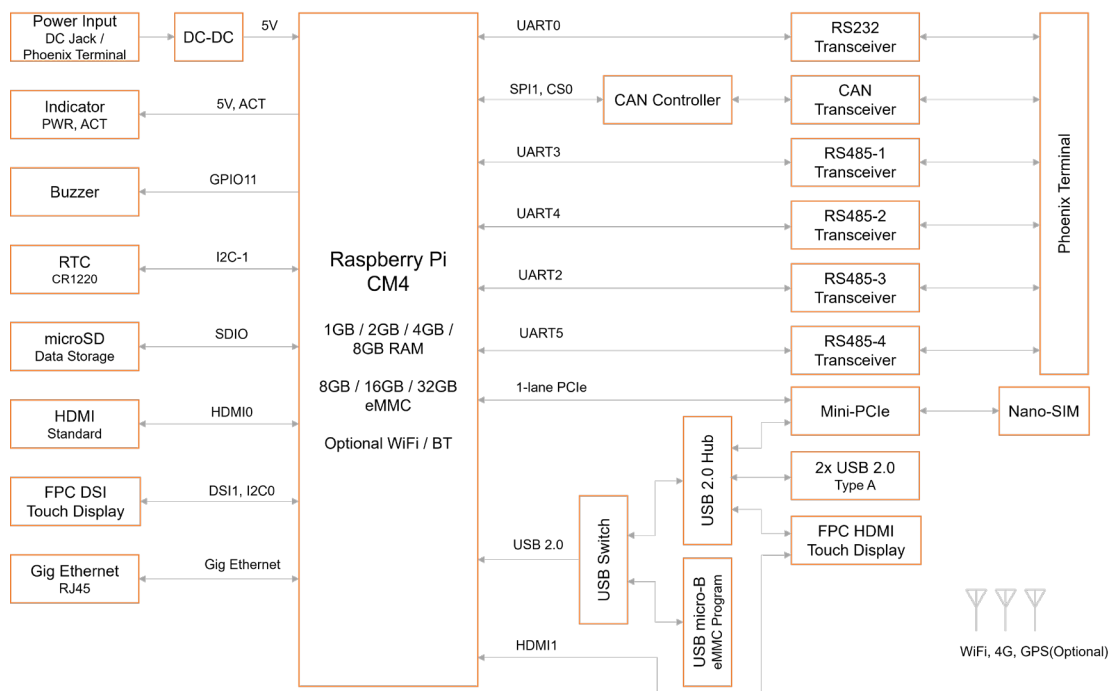 Power Input
DC Jack /
Phoenix Terminal
DC-DC
5V
Indicator
PWR, ACT
5V, ACT
Buzzer
GPIO11
RTC
CR1220
I2C-1
microSD
Data Storage
SDIO
HDMI
Standard
HDMI0
FPC DSI
Touch Display
DSI1, I2C0
Gig Ethernet
RJ45
Gig Ethernet
Raspberry Pi
CM4
1GB / 2GB / 4GB /
8GB RAM
8GB / 16GB / 32GB
eMMC
Optional WiFi / BT
UART0
RS232
Transceiver
SPI1, CS0
CAN Controller
CAN
Transceiver
UART3
RS485-1
Transceiver
UART4
RS485-2
Transceiver
UART2
RS485-3
Transceiver
UART5
RS485-4
Transceiver
Phoenix Terminal
1-lane PCIe
Mini-PCIe
Nano-SIM
USB 2.0 Hub
2x USB 2.0
Type A
FPC HDMI
Touch Display
USB 2.0
USB Switch
USB micro-B
eMMC Program
HDMI1
WiFi, 4G, GPS(Optional)